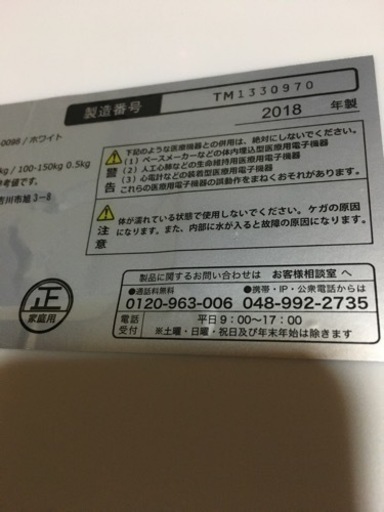 製造番号 TM1330970
2018 年製
-0098 / ホワイト
kg / 100-150kg 0.5kg
参考値です。
吉川市旭3-8
警告
下記のような医療機器との併用は、絶対にしないでください。
(1) ペースメーカーなどの体内埋込型医療用電子機器
(2) 人工心肺などの生命維持用医療用電子機器
(3) 心電計などの装着型医療用電子機器
これらの医療用電子機器の誤動作をまねくおそれがあります。
注意
体が濡れている状態で使用しないでください。ケガの原因
になります。また、内部に水が入ると故障の原因になります。
製品に関するお問い合わせは お客様相談室 へ
●通話料無料 ●携帯・IP・公衆電話からは
0120-963-006 048-992-2735
電話受付 平日 9:00〜17:00
※土曜・日曜・祝日及び年末年始は除きます
正
家庭用